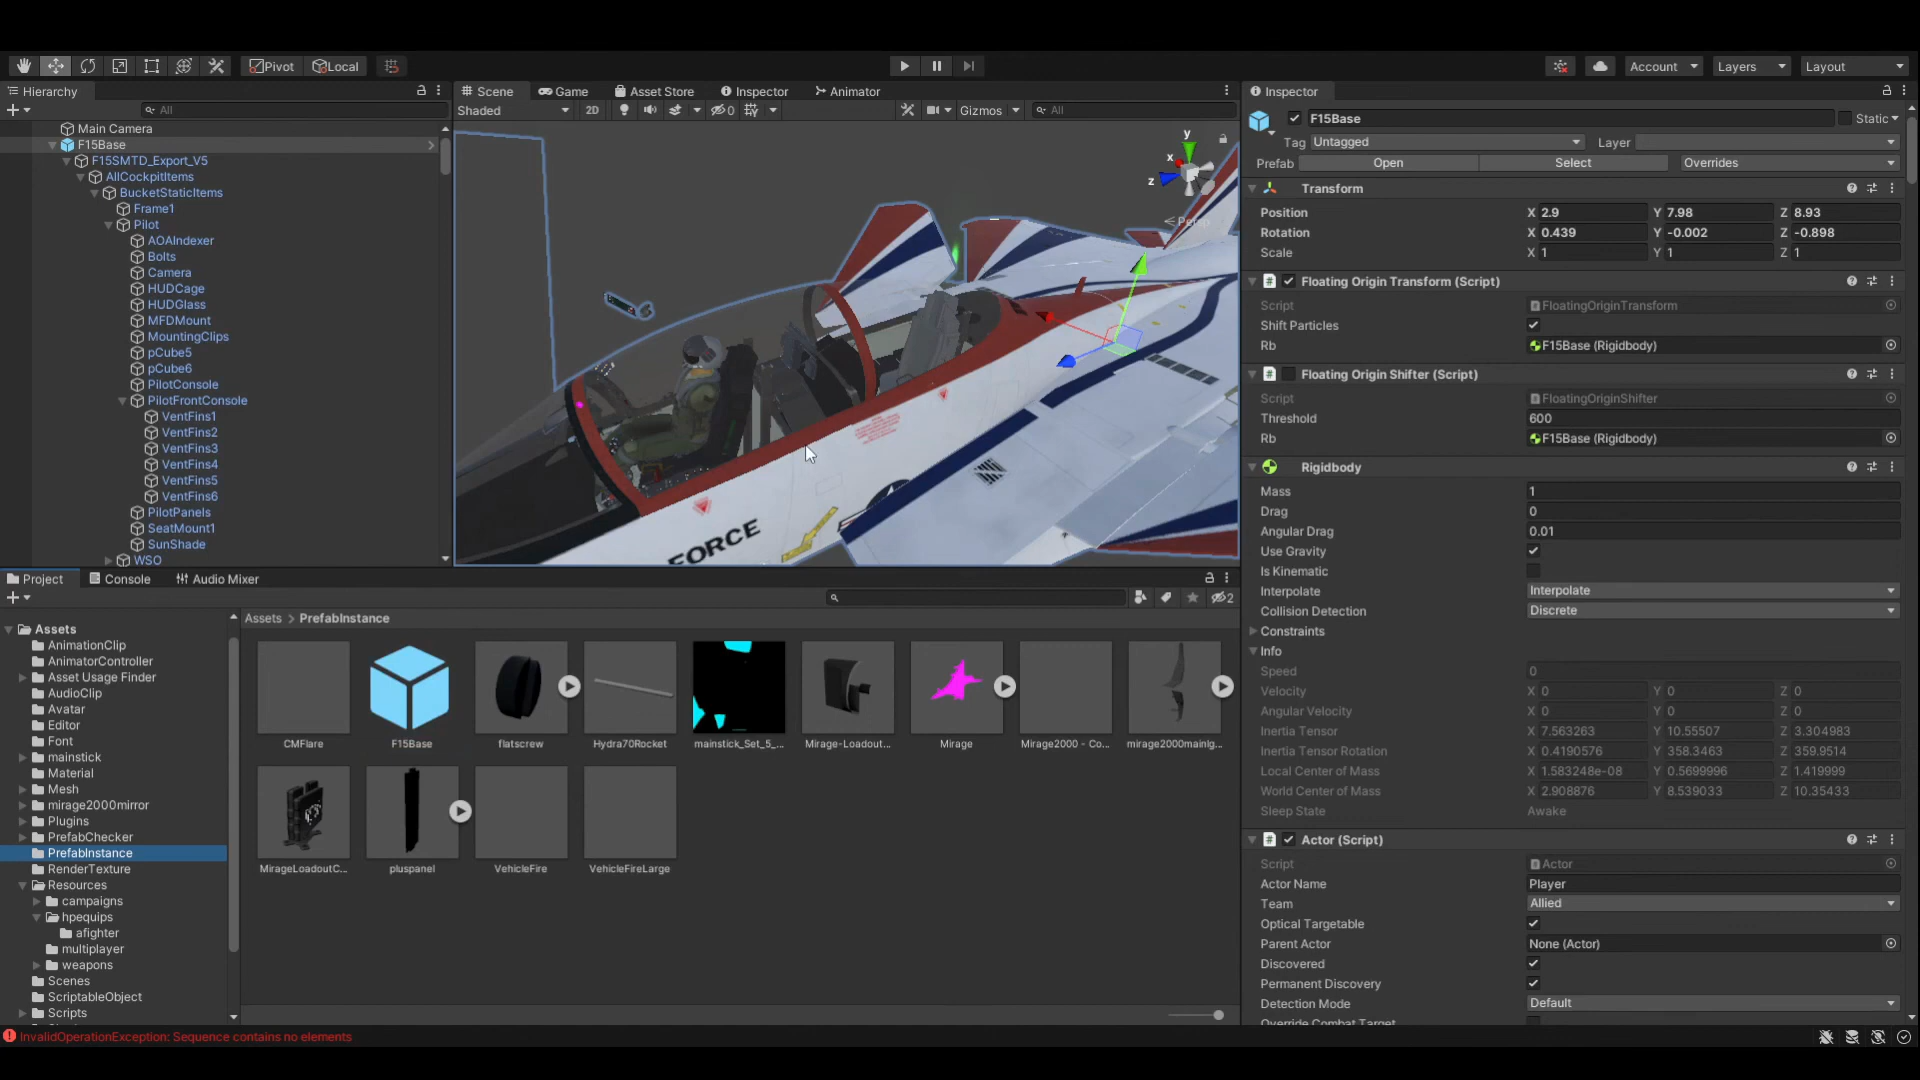 Pivot
Local
Account
Layers
Layout
Hierarchy
All
Main Camera
F15Base
F15SMTD_Export_V5
AllCockpitItems
BucketStaticItems
Frame1
Pilot
AOAIndexer
Bolts
Camera
HUDCage
HUDGlass
MFDMount
MountingClips
pCube5
pCube6
PilotConsole
PilotFrontConsole
VentFins1
VentFins2
VentFins3
VentFins4
VentFins5
VentFins6
PilotPanels
SeatMount1
SunShade
WSO
Scene
Game
Asset Store
Inspector
Animator
Shaded
2D
0
Gizmos
All
y
x
z
Persp
FORCE
Inspector
F15Base
Static
Tag Untagged
Layer
Prefab Open Select Overrides
Transform
Position X 2.9 Y 7.98 Z 8.93
Rotation X 0.439 Y -0.002 Z -0.898
Scale X 1 Y 1 Z 1
Floating Origin Transform (Script)
Script FloatingOriginTransform
Shift Particles
Rb F15Base (Rigidbody)
Floating Origin Shifter (Script)
Script FloatingOriginShifter
Threshold 600
Rb F15Base (Rigidbody)
Rigidbody
Mass 1
Drag 0
Angular Drag 0.01
Use Gravity
Is Kinematic
Interpolate Interpolate
Collision Detection Discrete
Constraints
Info
Speed 0
Velocity X 0 Y 0 Z 0
Angular Velocity X 0 Y 0 Z 0
Inertia Tensor X 7.563263 Y 10.55507 Z 3.304983
Inertia Tensor Rotation X 0.4190576 Y 358.3463 Z 359.9514
Local Center of Mass X 1.583248e-08 Y 0.5699996 Z 1.419999
World Center of Mass X 2.908876 Y 8.539033 Z 10.35433
Sleep State Awake
Actor (Script)
Script Actor
Actor Name Player
Team Allied
Optical Targetable
Parent Actor None (Actor)
Discovered
Permanent Discovery
Detection Mode Default
Override Combat Target
Project
Console
Audio Mixer
2
Assets
AnimationClip
AnimatorController
Asset Usage Finder
AudioClip
Avatar
Editor
Font
mainstick
Material
Mesh
mirage2000mirror
Plugins
PrefabChecker
PrefabInstance
RenderTexture
Resources
campaigns
hpequips
afighter
multiplayer
weapons
Scenes
ScriptableObject
Scripts
Assets > PrefabInstance
CMFlare
F15Base
flatscrew
Hydra70Rocket
mainstick_Set_5_...
Mirage-Loadout...
Mirage
Mirage2000 - Co...
mirage2000mainlg...
MirageLoadoutC...
pluspanel
VehicleFire
VehicleFireLarge
InvalidOperationException: Sequence contains no elements